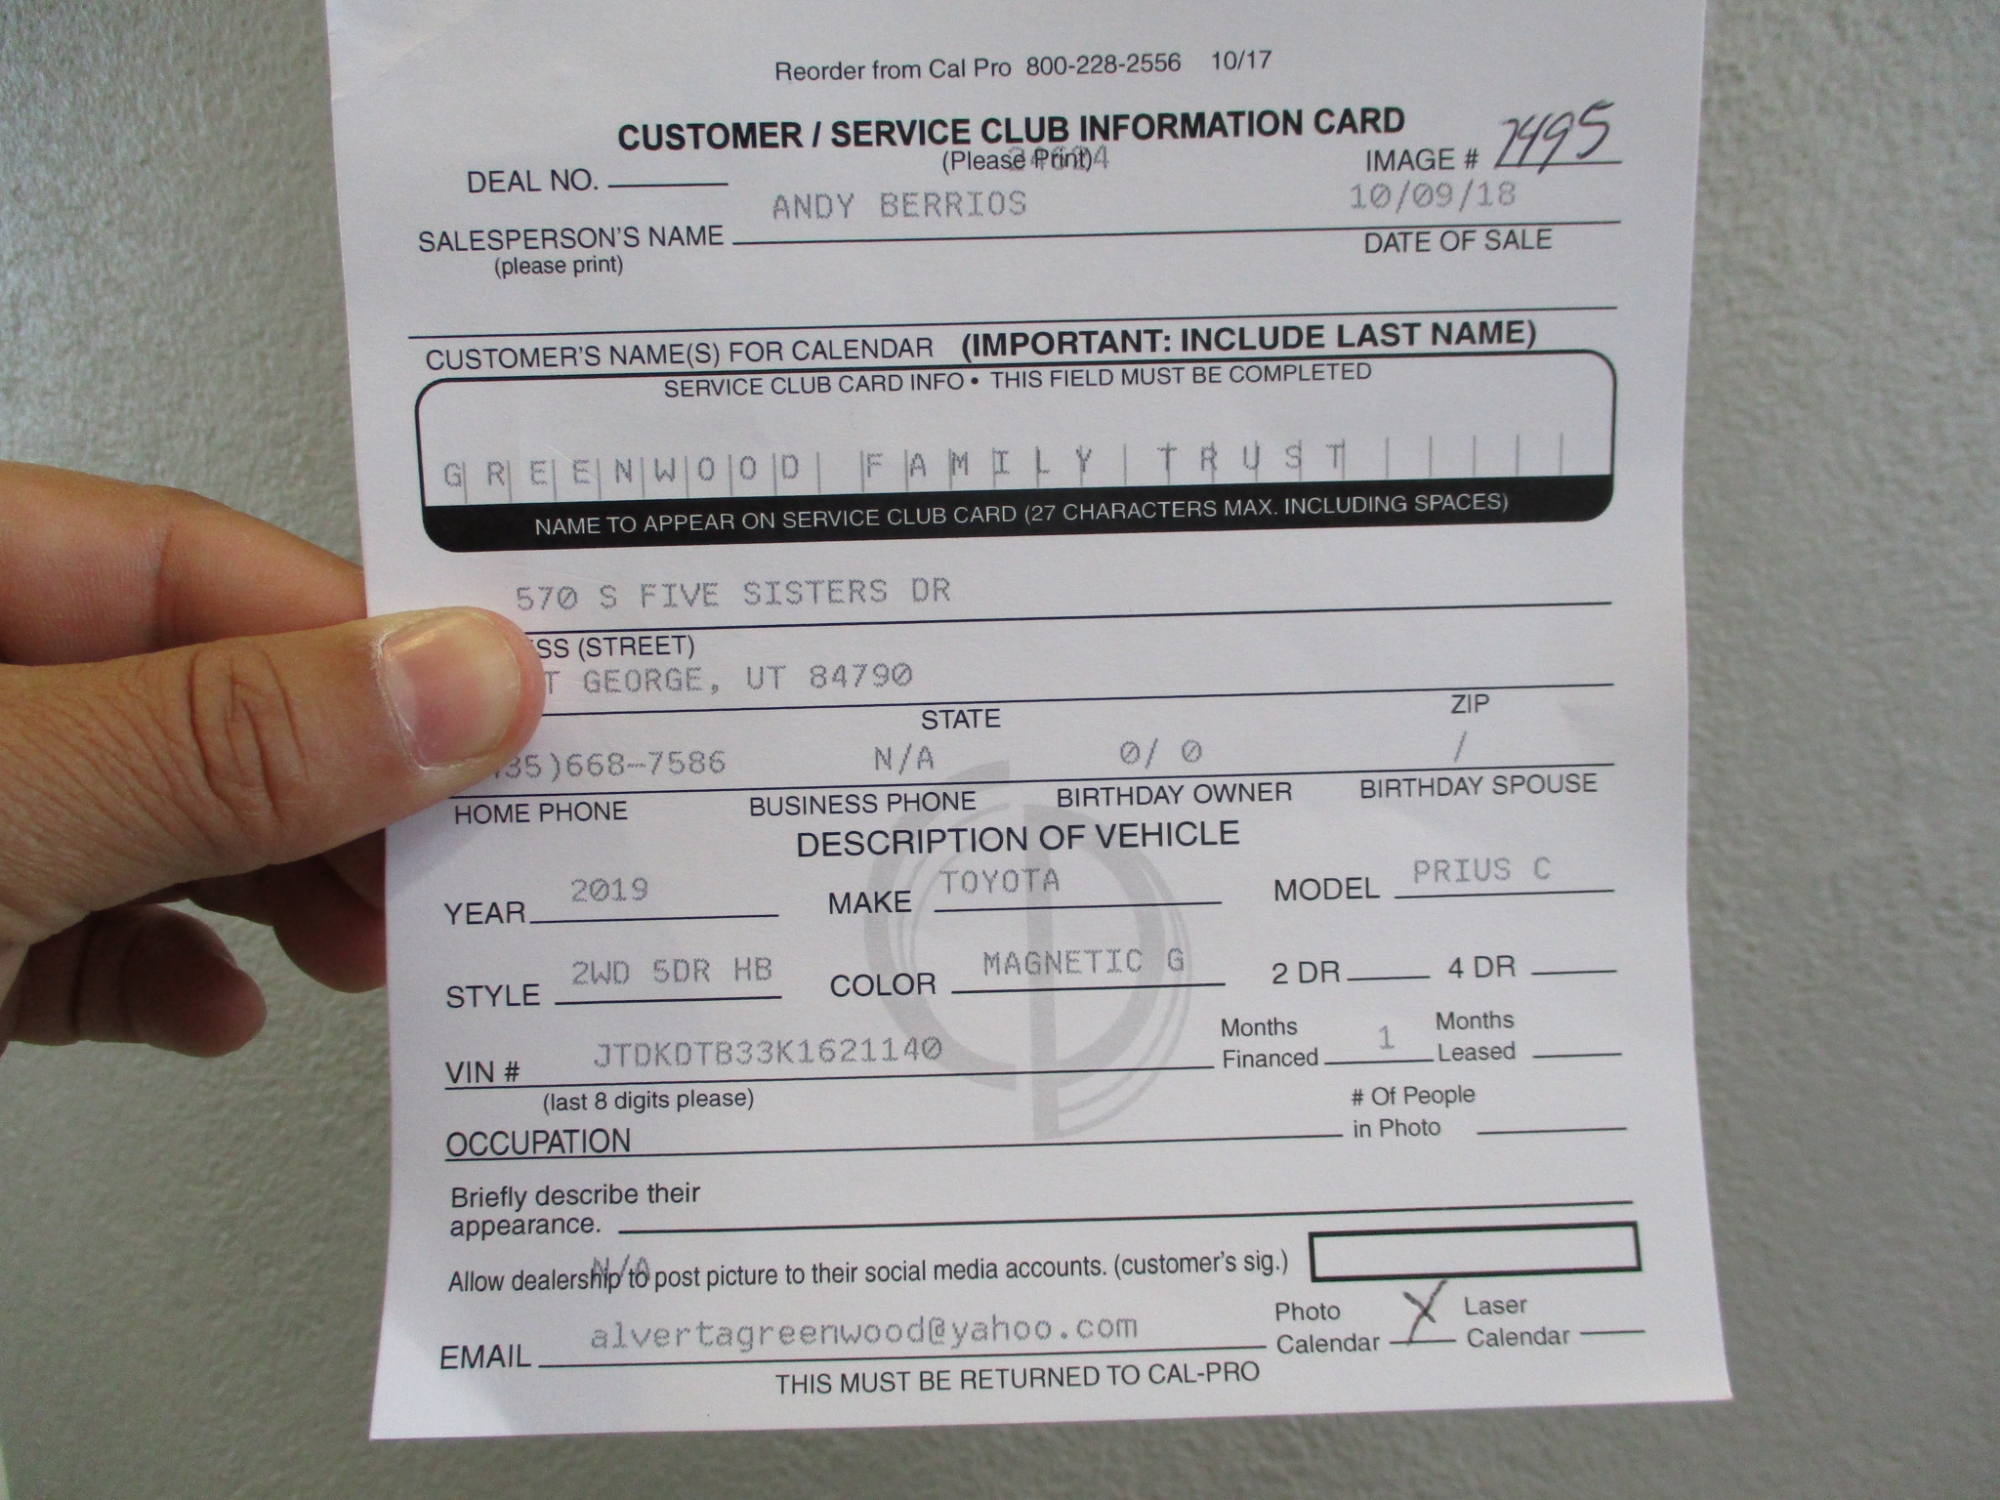 Reorder from Cal Pro 800-228-2556 10/17
CUSTOMER / SERVICE CLUB INFORMATION CARD
(Please Print)
IMAGE # 7495
DEAL NO.
ANDY BERRIOS 10/09/18
SALESPERSON'S NAME DATE OF SALE
(please print)
CUSTOMER'S NAME(S) FOR CALENDAR (IMPORTANT: INCLUDE LAST NAME)
SERVICE CLUB CARD INFO • THIS FIELD MUST BE COMPLETED
GREENWOOD FAMILY TRUST
NAME TO APPEAR ON SERVICE CLUB CARD (27 CHARACTERS MAX. INCLUDING SPACES)
570 S FIVE SISTERS DR
SS (STREET)
T GEORGE, UT 84790
STATE ZIP
35)668-7586 N/A 0/ 0 /
HOME PHONE BUSINESS PHONE BIRTHDAY OWNER BIRTHDAY SPOUSE
DESCRIPTION OF VEHICLE
YEAR 2019 MAKE TOYOTA MODEL PRIUS C
STYLE 2WD 5DR HB COLOR MAGNETIC G 2 DR 4 DR
VIN # JTDKDTB33K1621140 Months Financed 1 Months Leased
(last 8 digits please)
OCCUPATION # Of People in Photo
Briefly describe their
appearance.
N/A
Allow dealership to post picture to their social media accounts. (customer's sig.)
EMAIL alvertagreenwood@yahoo.com Photo Calendar X Laser Calendar
THIS MUST BE RETURNED TO CAL-PRO